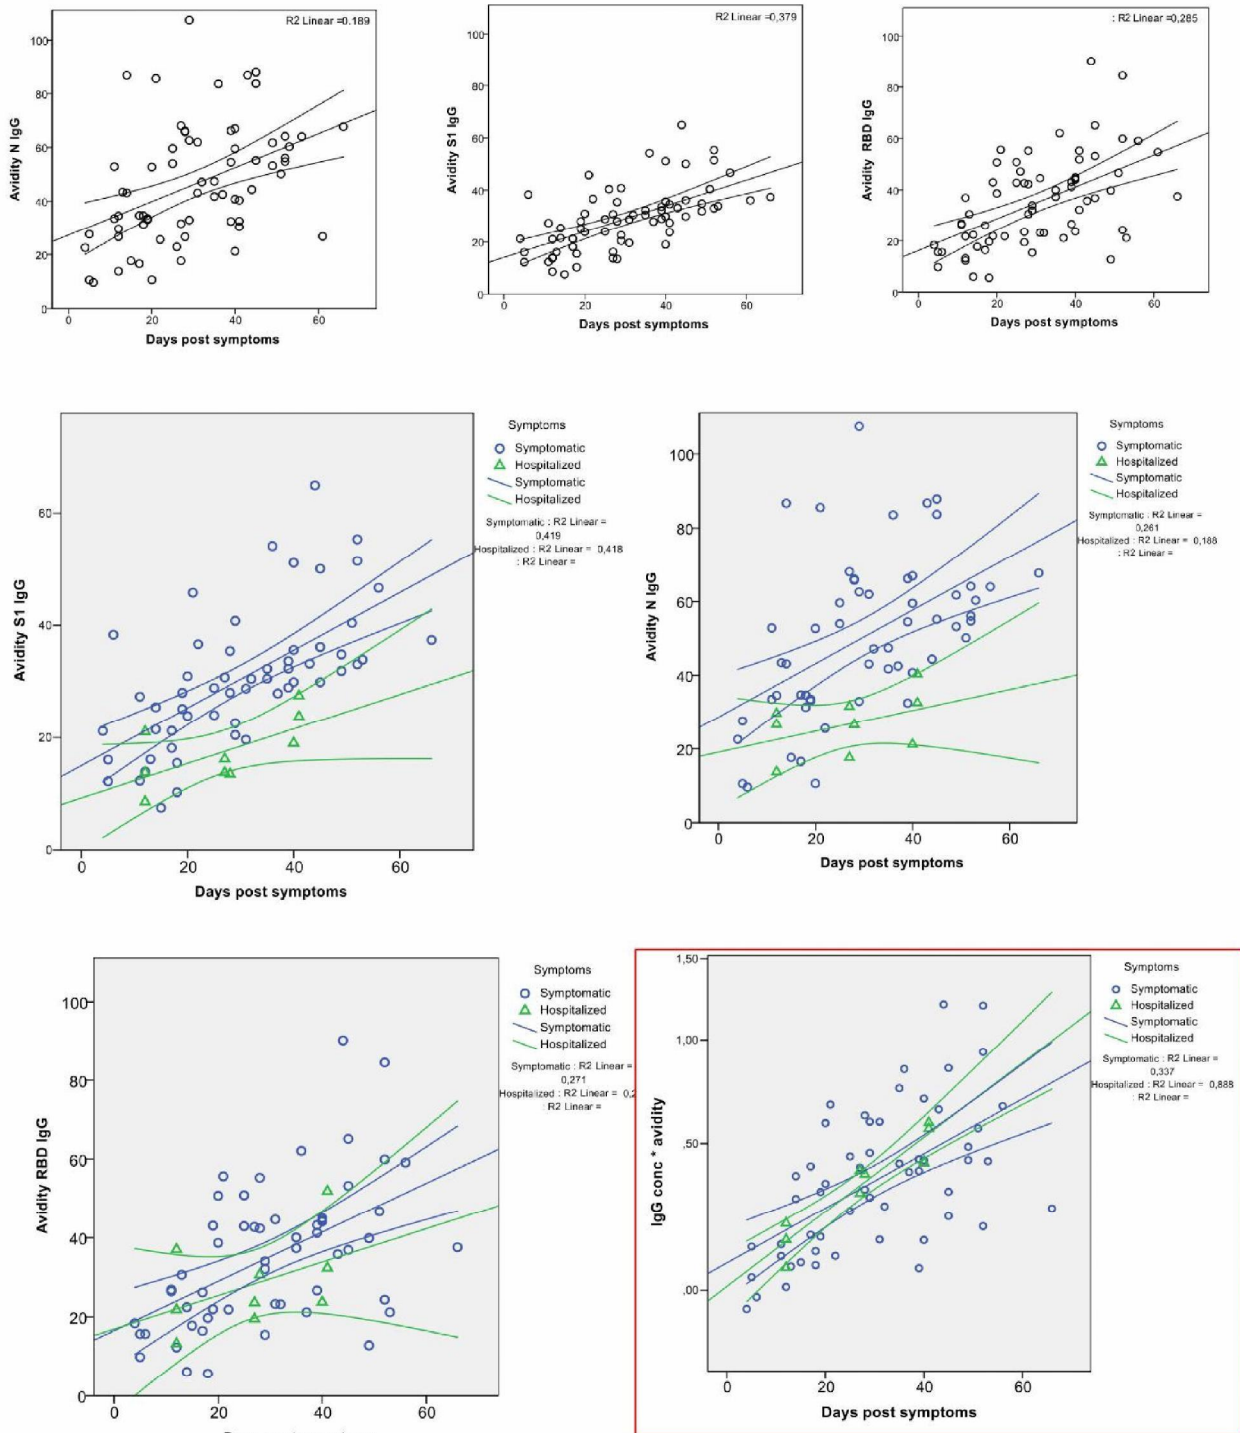 R2 Linear =0.189
100
80
60
40
20
0
0 20 40 60
Avidity N IgG
Days post symptoms
R2 Linear =0,379
100
80
60
40
20
0
0 20 40 60
Avidity S1 IgG
Days post symptoms
: R2 Linear =0,285
100
80
60
40
20
0
0 20 40 60
Avidity RBD IgG
Days post symptoms
60
40
20
0
0 20 40 60
Avidity S1 IgG
Days post symptoms
Symptoms
Symptomatic
Hospitalized
Symptomatic
Hospitalized
Symptomatic : R2 Linear =
0,419
Hospitalized : R2 Linear = 0,418
: R2 Linear =
100
80
60
40
20
0
0 20 40 60
Avidity N IgG
Days post symptoms
Symptoms
Symptomatic
Hospitalized
Symptomatic
Hospitalized
Symptomatic : R2 Linear =
0,261
Hospitalized : R2 Linear = 0,188
: R2 Linear =
100
80
60
40
20
0
0 20 40 60
Avidity RBD IgG
Symptoms
Symptomatic
Hospitalized
Symptomatic
Hospitalized
Symptomatic : R2 Linear =
0,271
Hospitalized : R2 Linear = 0,2
: R2 Linear =
1,50
1,00
,50
,00
0 20 40 60
IgG conc * avidity
Days post symptoms
Symptoms
Symptomatic
Hospitalized
Symptomatic
Hospitalized
Symptomatic : R2 Linear =
0,337
Hospitalized : R2 Linear = 0,888
: R2 Linear =